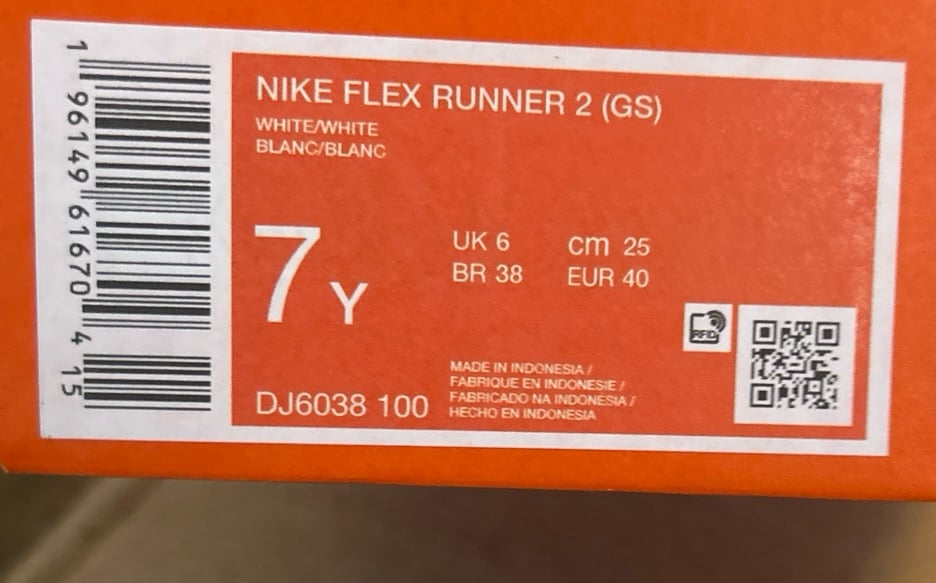 1 96149 61670 4 15
NIKE FLEX RUNNER 2 (GS)
WHITE/WHITE
BLANC/BLANC
7 Y
UK 6 cm 25
BR 38 EUR 40
RFID
MADE IN INDONESIA /
FABRIQUE EN INDONESIE /
FABRICADO NA INDONESIA /
HECHO EN INDONESIA
DJ6038 100